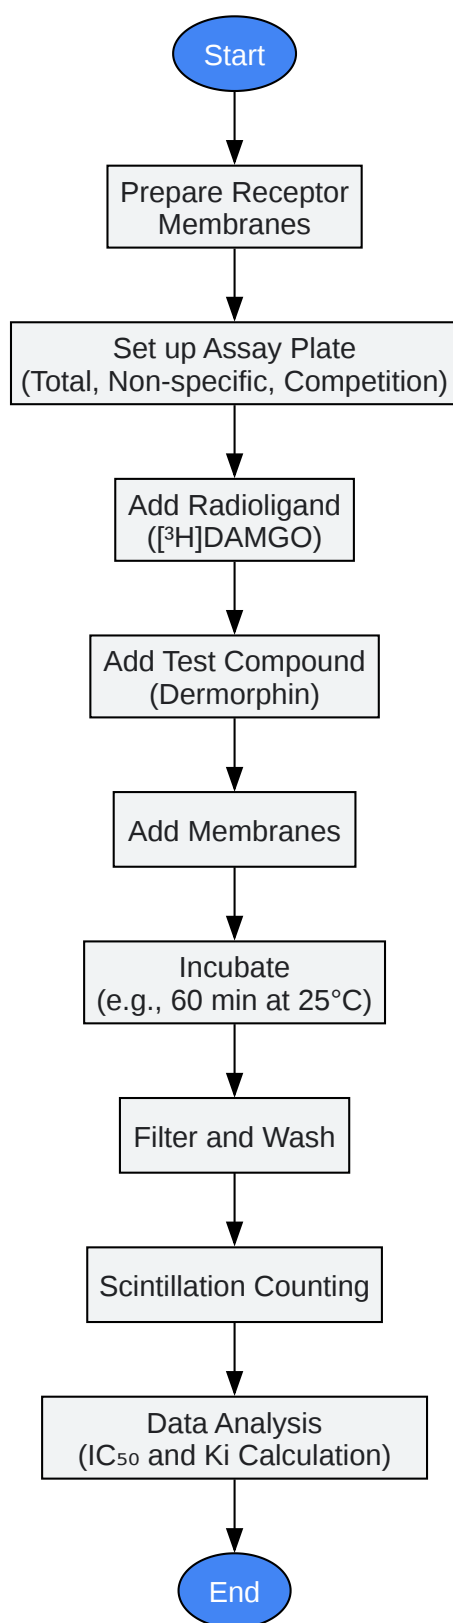 Start
Prepare Receptor
Membranes
Set up Assay Plate
(Total, Non-specific, Competition)
Add Radioligand
([³H]DAMGO)
Add Test Compound
(Dermorphin)
Add Membranes
Incubate
(e.g., 60 min at 25°C)
Filter and Wash
Scintillation Counting
Data Analysis
(IC₅₀ and Ki Calculation)
End